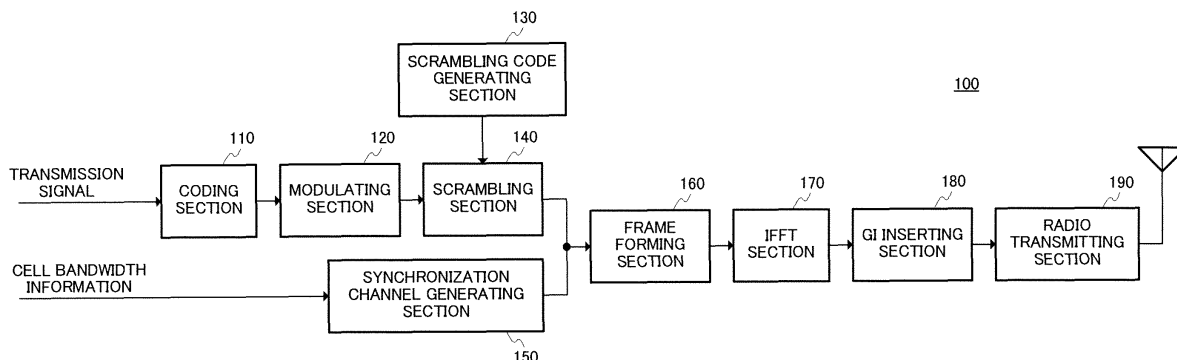 130
SCRAMBLING CODE
GENERATING
SECTION
100
110
120
140
TRANSMISSION
SIGNAL
CODING
SECTION
MODULATING
SECTION
SCRAMBLING
SECTION
160
170
180
190
FRAME
FORMING
SECTION
IFFT
SECTION
GI INSERTING
SECTION
RADIO
TRANSMITTING
SECTION
CELL BANDWIDTH
INFORMATION
SYNCHRONIZATION
CHANNEL GENERATING
SECTION
150